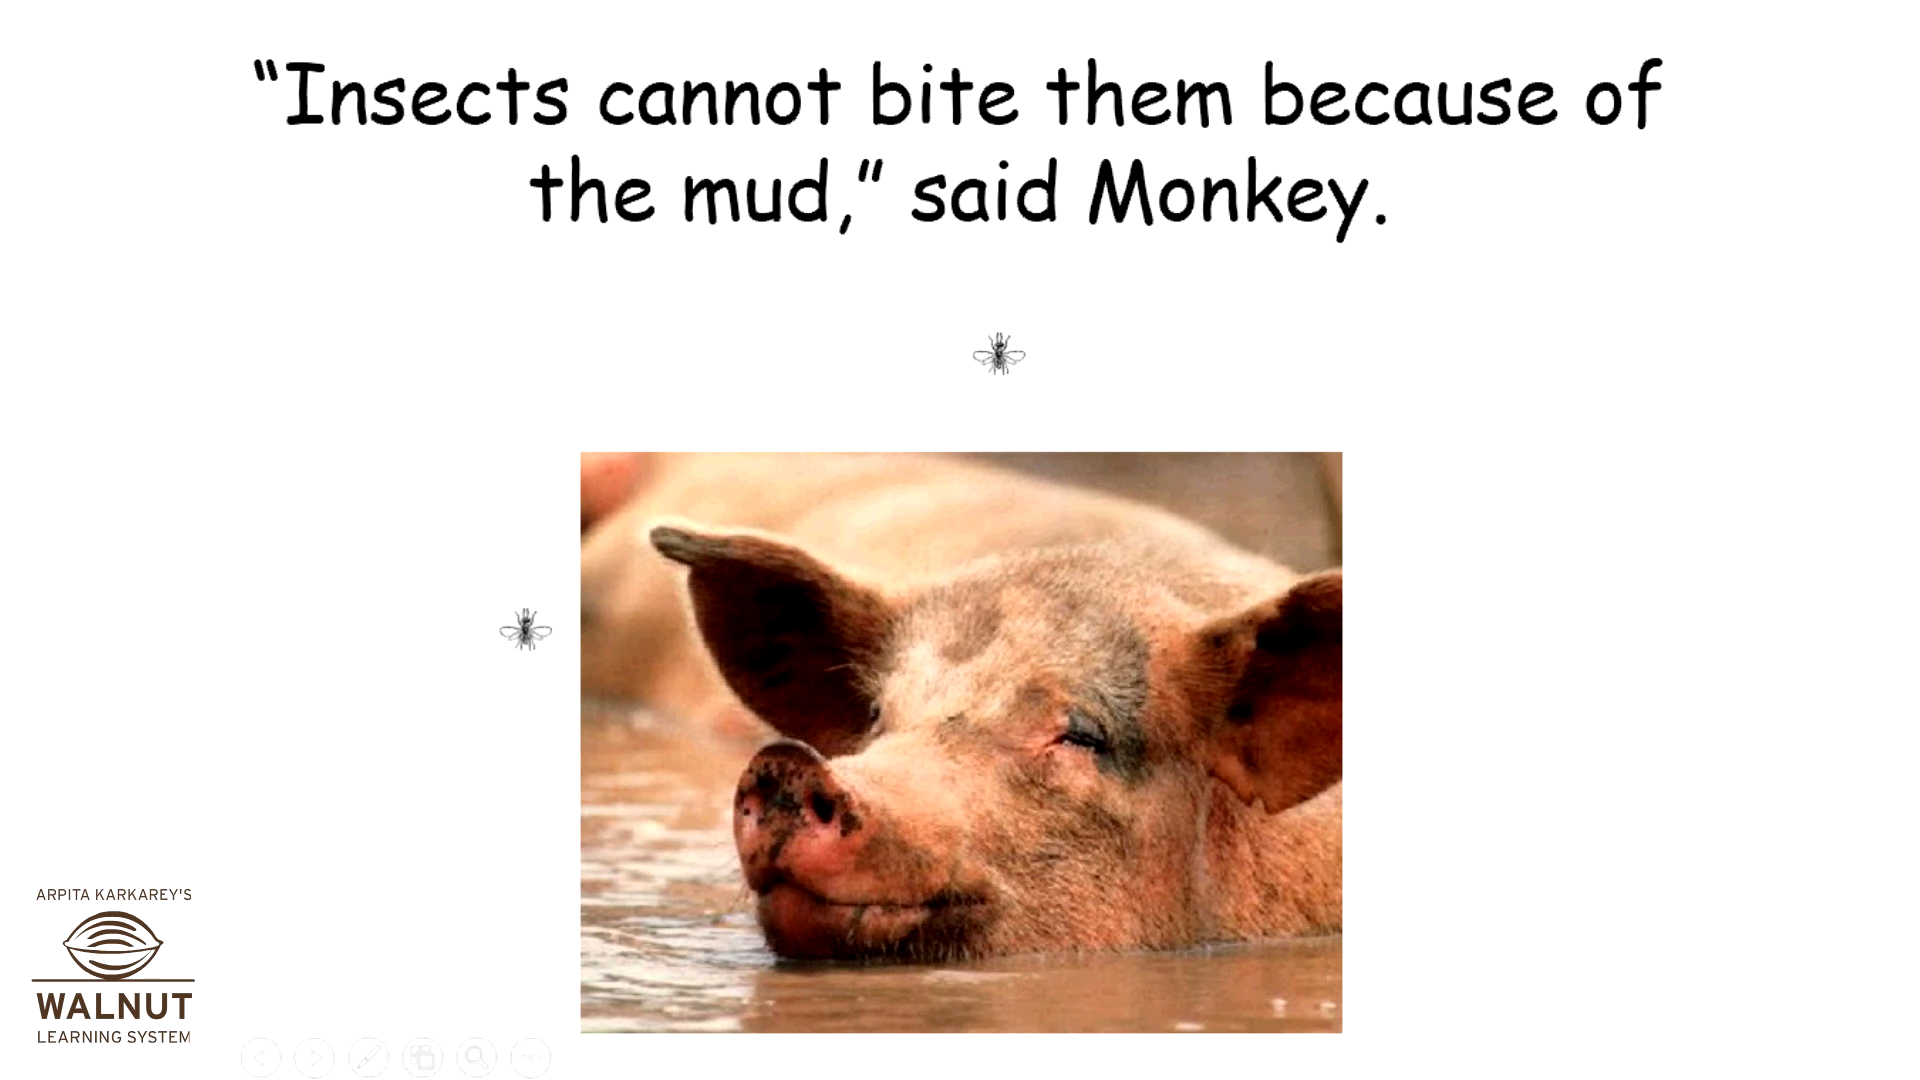 “Insects cannot bite them because of
the mud,” said Monkey.
ARPITA KARKAREY'S
WALNUT
LEARNING SYSTEM